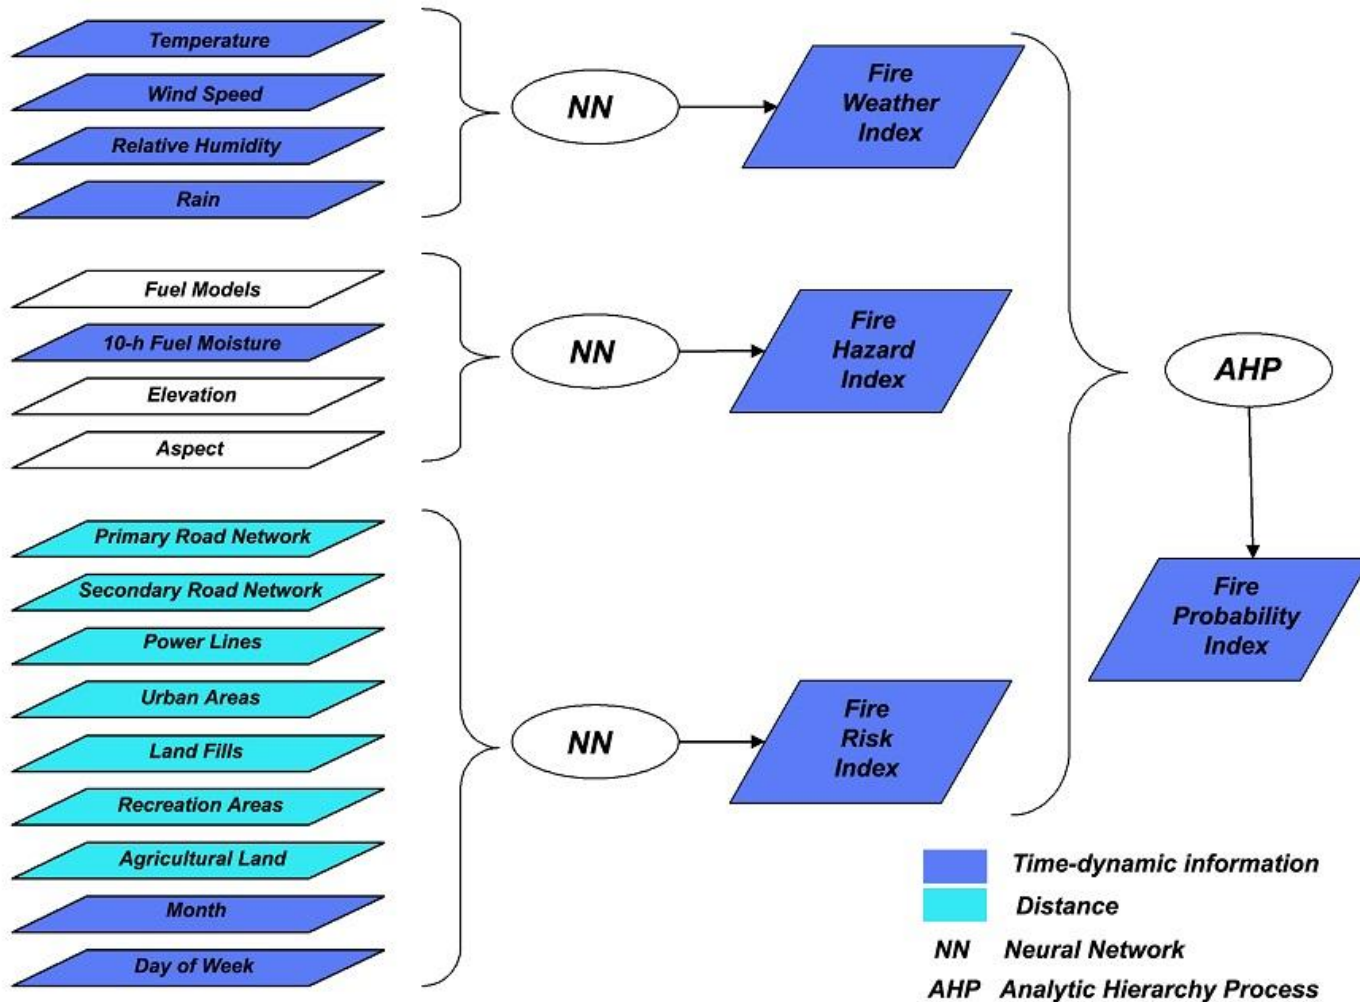 Temperature
Wind Speed
Relative Humidity
Rain
NN
Fire
Weather
Index
Fuel Models
10-h Fuel Moisture
Elevation
Aspect
NN
Fire
Hazard
Index
Primary Road Network
Secondary Road Network
Power Lines
Urban Areas
Land Fills
Recreation Areas
Agricultural Land
Month
Day of Week
NN
Fire
Risk
Index
AHP
Fire
Probability
Index
Time-dynamic information
Distance
NN Neural Network
AHP Analytic Hierarchy Process